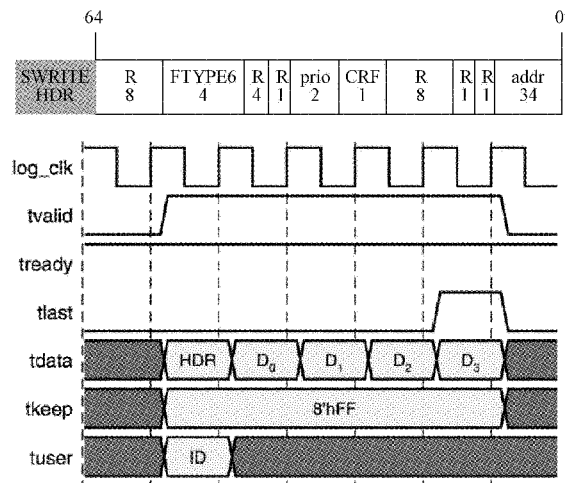 64 0
SWRITE HDR R 8 FTYPE6 4 R 4 R 1 prio 2 CRF 1 R 8 R 1 R 1 addr 34
log_clk
tvalid
tready
tlast
tdata HDR D0 D1 D2 D3
tkeep 8'hFF
tuser ID